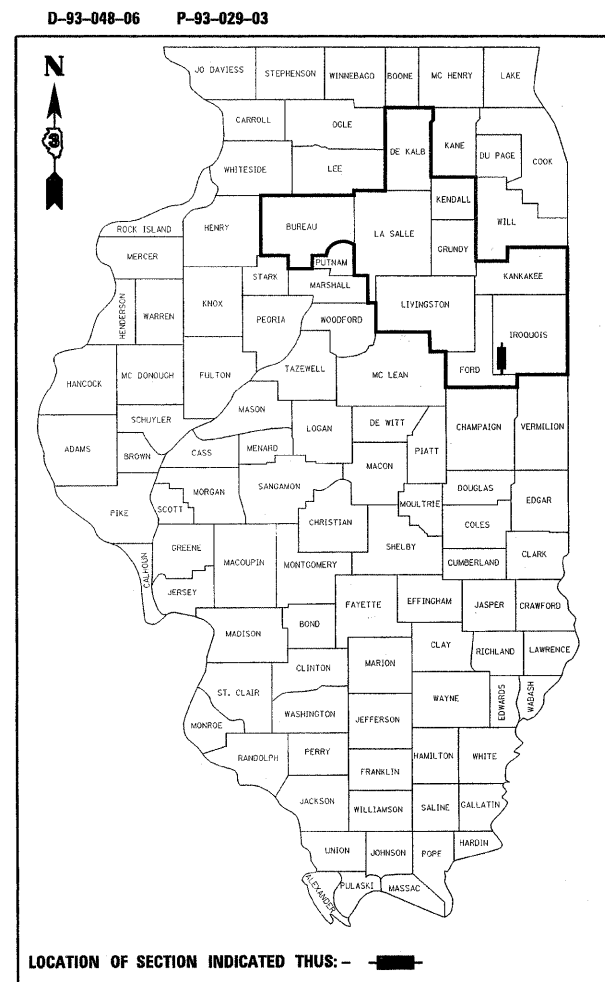 D-93-048-06 P-93-029-03
N
3
JO DAVIESS
STEPHENSON
WINNEBAGO
BOONE
MC HENRY
LAKE
CARROLL
OGLE
DE KALB
KANE
DU PAGE
COOK
WHITESIDE
LEE
KENDALL
WILL
ROCK ISLAND
HENRY
BUREAU
LA SALLE
GRUNDY
MERCER
PUTNAM
STARK
MARSHALL
KANKAKEE
HENDERSON
WARREN
KNOX
PEORIA
WOODFORD
LIVINGSTON
IROQUOIS
FORD
HANCOCK
MC DONOUGH
FULTON
TAZEWELL
MC LEAN
SCHUYLER
MASON
LOGAN
DE WITT
CHAMPAIGN
VERMILION
ADAMS
BROWN
CASS
MENARD
MACON
PIATT
PIKE
SCOTT
MORGAN
SANGAMON
CHRISTIAN
MOULTRIE
DOUGLAS
EDGAR
COLES
CALHOUN
GREENE
MACOUPIN
MONTGOMERY
SHELBY
CUMBERLAND
CLARK
JERSEY
FAYETTE
EFFINGHAM
JASPER
CRAWFORD
MADISON
BOND
CLAY
RICHLAND
LAWRENCE
CLINTON
MARION
ST. CLAIR
WAYNE
EDWARDS
WABASH
MONROE
WASHINGTON
JEFFERSON
RANDOLPH
PERRY
HAMILTON
WHITE
FRANKLIN
JACKSON
WILLIAMSON
SALINE
GALLATIN
UNION
JOHNSON
POPE
HARDIN
ALEXANDER
PULASKI
MASSAC
LOCATION OF SECTION INDICATED THUS: -